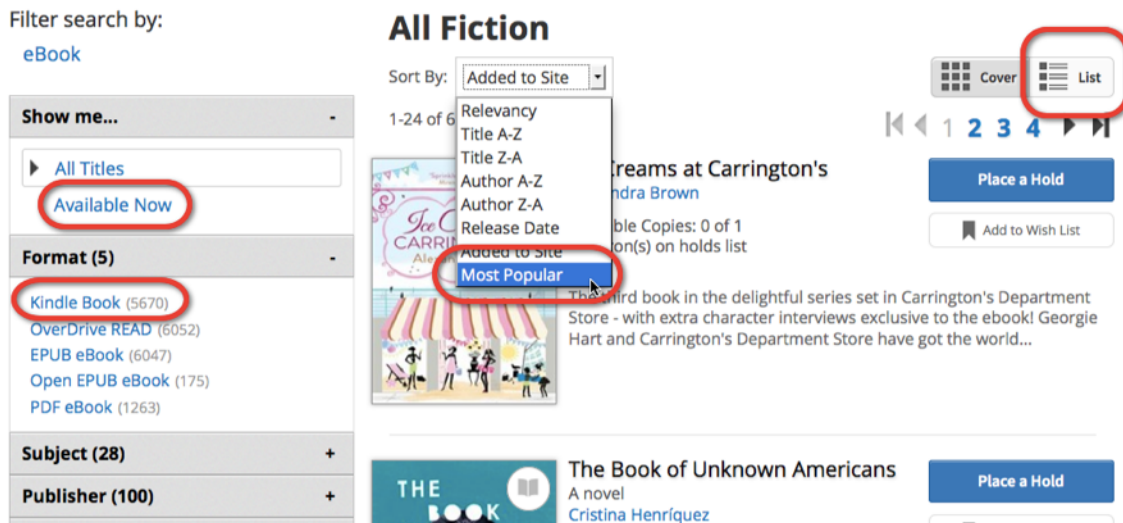 Filter search by:
eBook
Show me... -
All Titles
Available Now
Format (5) -
Kindle Book (5670)
OverDrive READ (6052)
EPUB eBook (6047)
Open EPUB eBook (175)
PDF eBook (1263)
Subject (28) +
Publisher (100) +
All Fiction
Sort By: Added to Site
Cover
List
1-24 of 6
1 2 3 4
Relevancy
Title A-Z
Title Z-A
Author A-Z
Author Z-A
Release Date
Added to Site
Most Popular
reams at Carrington's
ndra Brown
ble Copies: 0 of 1
on(s) on holds list
Place a Hold
Add to Wish List
Ice C
CARRI
The third book in the delightful series set in Carrington's Department
Store - with extra character interviews exclusive to the ebook! Georgie
Hart and Carrington's Department Store have got the world...
THE
BOOK
The Book of Unknown Americans
A novel
Cristina Henríquez
Place a Hold